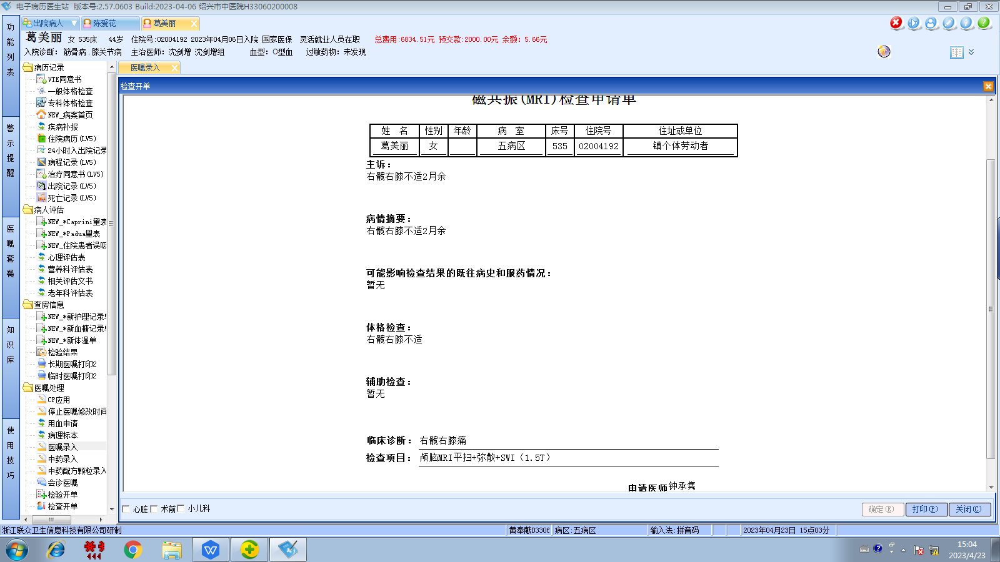 电子病历医生站 版本号:2.57.0603 Build:2023-04-06 绍兴市中医院H33060200008
出院病人
陈爱花
葛美丽
葛美丽 女 535床 44岁 住院号:02004192 2023年04月06日入院 国家医保 灵活就业人员在职 总费用:6834.51元 预交款:2000.00元 余额: 5.66元
入院诊断: 筋骨病,膝关节病 主治医师: 沈剑增 沈剑增组 血型: O型血 过敏药物: 未发现
功能列表
警示提醒
医嘱套餐
知识库
使用技巧
病历记录
VTE同意书
一般体格检查
专科体格检查
NEW_病案首页
疾病补报
住院病历(LV5)
24小时入出院记录
病程记录(LV5)
治疗同意书(LV5)
出院记录(LV5)
死亡记录(LV5)
病人评估
NEW_*Caprini量表
NEW_*Padua量表
NEW_住院患者误吸
心理评估表
营养科评估表
相关评估文书
老年科评估表
查房信息
NEW_*新护理记录单
NEW_*新血糖记录单
NEW_*新体温单
检验结果
长期医嘱打印2
临时医嘱打印2
医嘱处理
CP应用
停止医嘱修改时间
用血申请
病理标本
医嘱录入
中药录入
中药配方颗粒录入
会诊医嘱
检验开单
检查开单
医嘱录入
检查开单
磁共振(MRI)检查申请单
姓 名 性别 年龄 病 室 床号 住院号 住址或单位
葛美丽 女 五病区 535 02004192 镇个体劳动者
主诉:
右髋右膝不适2月余
病情摘要:
右髋右膝不适2月余
可能影响检查结果的既往病史和服药情况:
暂无
体格检查:
右髋右膝不适
辅助检查:
暂无
临床诊断: 右髋右膝痛
检查项目: 颅脑MRI平扫+弥散+SWI（1.5T）
申请医师 钟承隽
心脏 术前 小儿科
确定(E) 打印(P) 关闭(C)
浙江联众卫生信息科技有限公司研制 黄奉献D3306 病区:五病区 输入法:拼音码 2023年04月23日 15点03分
15:04
2023/4/23